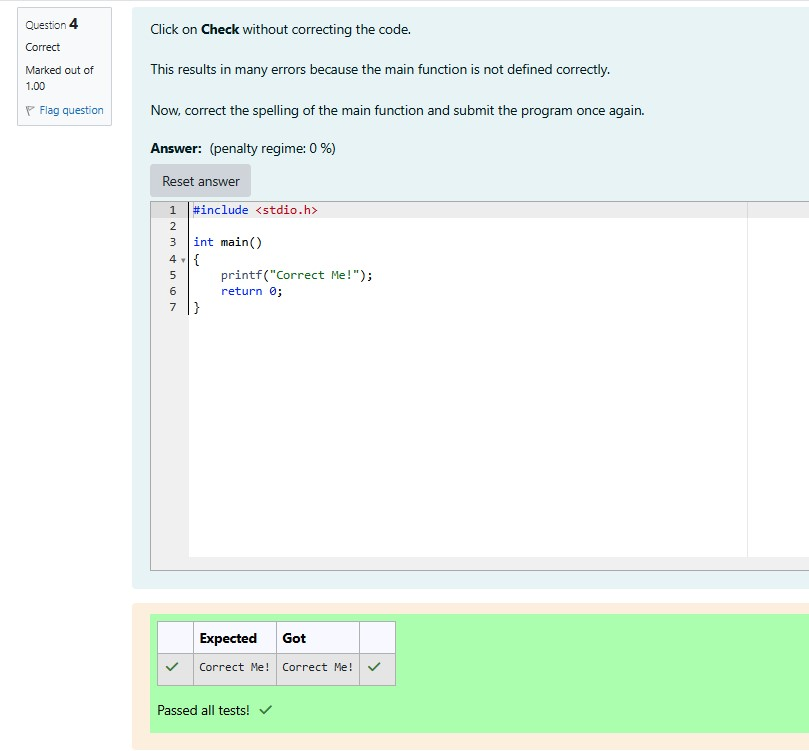 Question 4
Correct
Marked out of
1.00
Flag question
Click on Check without correcting the code.
This results in many errors because the main function is not defined correctly.
Now, correct the spelling of the main function and submit the program once again.
Answer: (penalty regime: 0 %)
Reset answer
1 #include <stdio.h>
2
3 int main()
4 {
5     printf("Correct Me!");
6     return 0;
7 }
Expected Got
Correct Me! Correct Me!
Passed all tests!